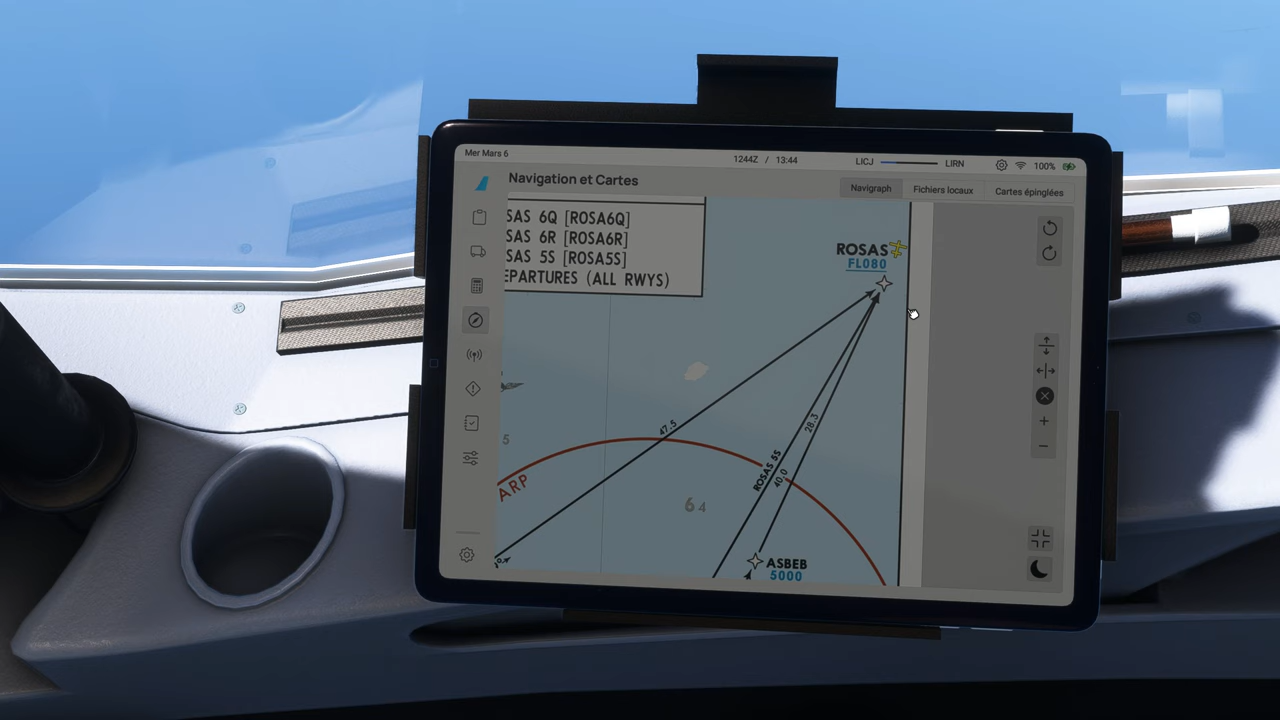 Mer Mars 6
1244Z / 13:44
LICJ
LIRN
100%
Navigation et Cartes
Navigraph
Fichiers locaux
Cartes épinglées
SAS 6Q [ROSA6Q]
SAS 6R [ROSA6R]
SAS 5S [ROSA5S]
EPARTURES (ALL RWYS)
ROSAS
FL080
47.5
28.3
ROSAS 5S
40.0
5
ARP
64
ASBEB
5000